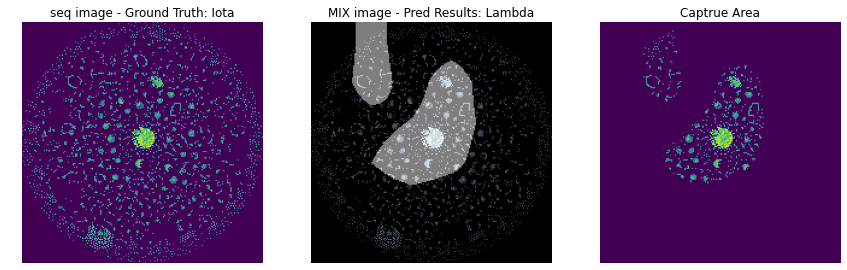 seq image - Ground Truth: Iota
MIX image - Pred Results: Lambda
Captrue Area